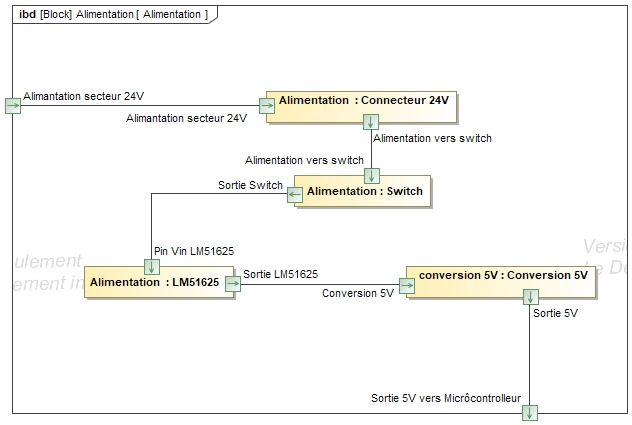 ibd [Block] Alimentation [ Alimentation ]
Alimantation secteur 24V
Alimentation : Connecteur 24V
Alimantation secteur 24V
Alimentation vers switch
Alimentation vers switch
Sortie Switch
Alimentation : Switch
Pin Vin LM51625
Alimentation : LM51625
Sortie LM51625
Conversion 5V
conversion 5V : Conversion 5V
Sortie 5V
Sortie 5V vers Micrôcontrolleur